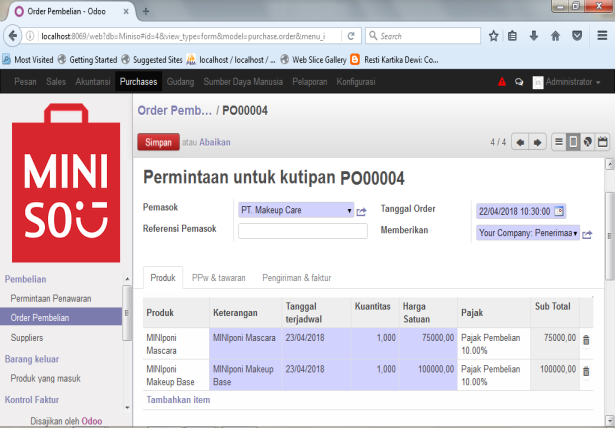 Order Pembelian - Odoo
localhost:8069/web?db=Miniso#id=4&view_type=form&model=purchase.order&menu_i
Search
Most Visited Getting Started Suggested Sites localhost / localhost / ... Web Slice Gallery Resti Kartika Dewi: Co...
Pesan Sales Akuntansi Purchases Gudang Sumber Daya Manusia Pelaporan Konfigurasi Administrator
MINI
SO
Order Pemb... / PO00004
Simpan atau Abaikan
4 / 4
Permintaan untuk kutipan PO00004
Pemasok PT. Makeup Care Tanggal Order 22/04/2018 10:30:00
Referensi Pemasok Memberikan Your Company: Penerimaa
Produk PPw & tawaran Pengiriman & faktur
Produk Keterangan Tanggal terjadwal Kuantitas Harga Satuan Pajak Sub Total
MINIponi Mascara MINIponi Mascara 23/04/2018 1,000 75000,00 Pajak Pembelian 10.00% 75000,00
MINIponi Makeup Base MINIponi Makeup Base 23/04/2018 1,000 100000,00 Pajak Pembelian 10.00% 100000,00
Tambahkan item
Pembelian
Permintaan Penawaran
Order Pembelian
Suppliers
Barang keluar
Produk yang masuk
Kontrol Faktur
Disajikan oleh Odoo